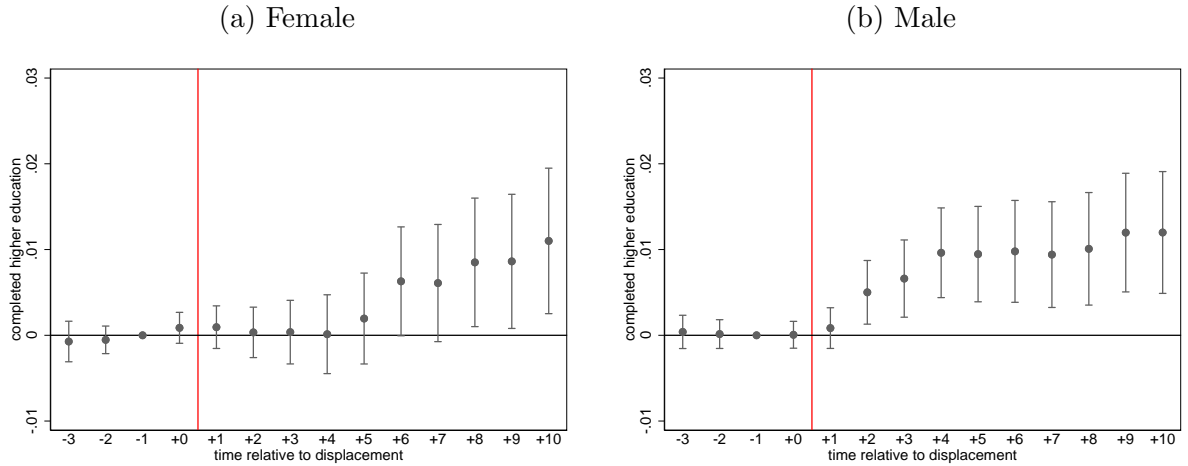 (a) Female
completed higher education
.03
.02
.01
0
-.01
-3 -2 -1 +0 +1 +2 +3 +4 +5 +6 +7 +8 +9 +10
time relative to displacement
(b) Male
completed higher education
.03
.02
.01
0
-.01
-3 -2 -1 +0 +1 +2 +3 +4 +5 +6 +7 +8 +9 +10
time relative to displacement